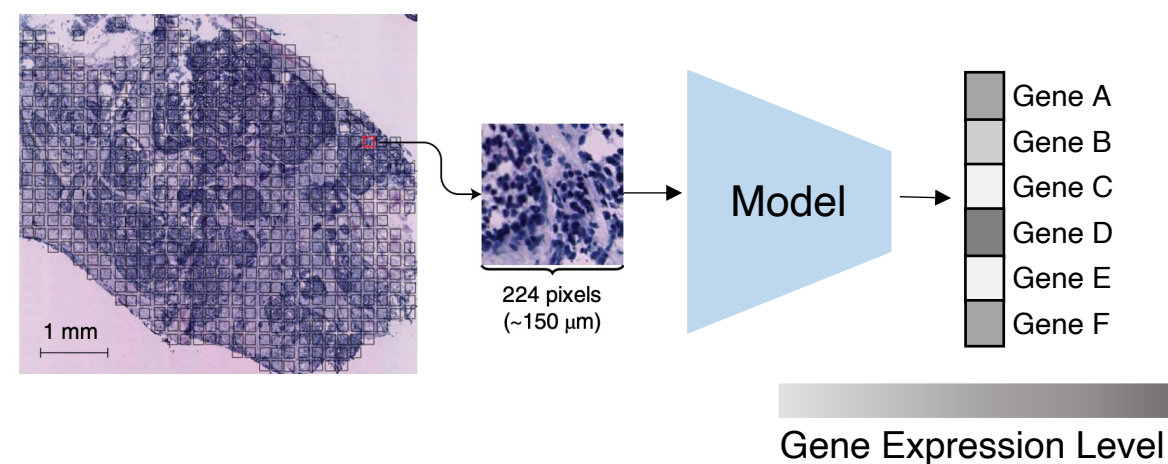 1 mm
224 pixels
(~150 μm)
Model
Gene A
Gene B
Gene C
Gene D
Gene E
Gene F
Gene Expression Level